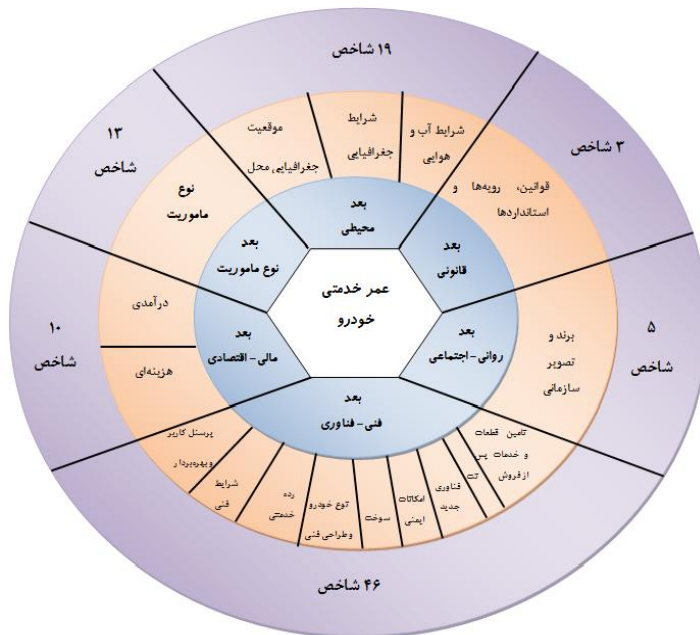 ۱۹ شاخص
۳ شاخص
۵
شاخص
۴۶ شاخص
۱۰
شاخص
۱۳
شاخص
شرایط آب و
هوایی
شرایط
جغرافیایی
موقعیت
جغرافیایی محل
قوانین، رویه‌ها و
استانداردها
برند و
تصویر
سازمانی
تامین قطعات
و خدمات پس
از فروش
فناوری
جدید
امکانات
ایمنی
سوخت
نوع خودرو
و طراحی فنی
رده
خدمتی
شرایط
فنی
پرسنل کاربر
و بهره‌بردار
هزینه‌ای
درآمدی
نوع
ماموریت
بعد
محیطی
بعد
قانونی
بعد
روانی-اجتماعی
بعد
فنی-فناوری
بعد
مالی-اقتصادی
بعد
نوع ماموریت
عمر خدمتی
خودرو